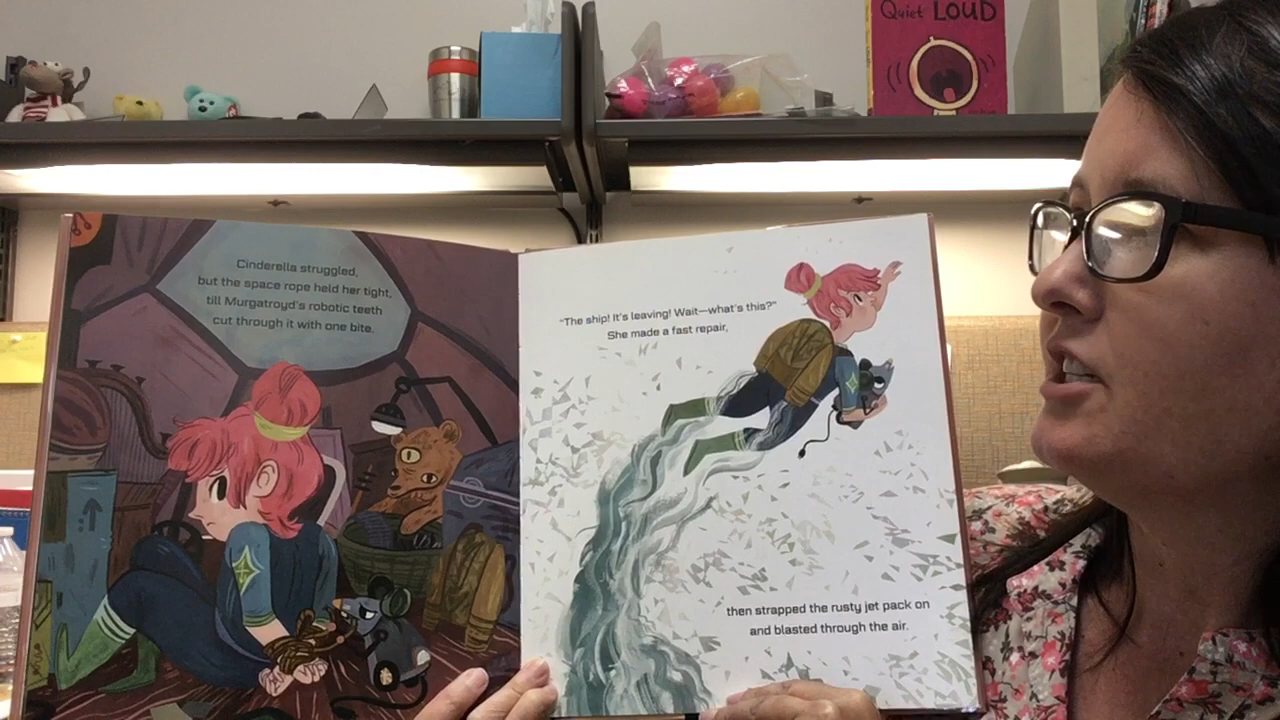 Quiet LOUD
Cinderella struggled,
but the space rope held her tight,
till Murgatroyd's robotic teeth
cut through it with one bite.
"The ship! It's leaving! Wait—what's this?"
She made a fast repair,
then strapped the rusty jet pack on
and blasted through the air.